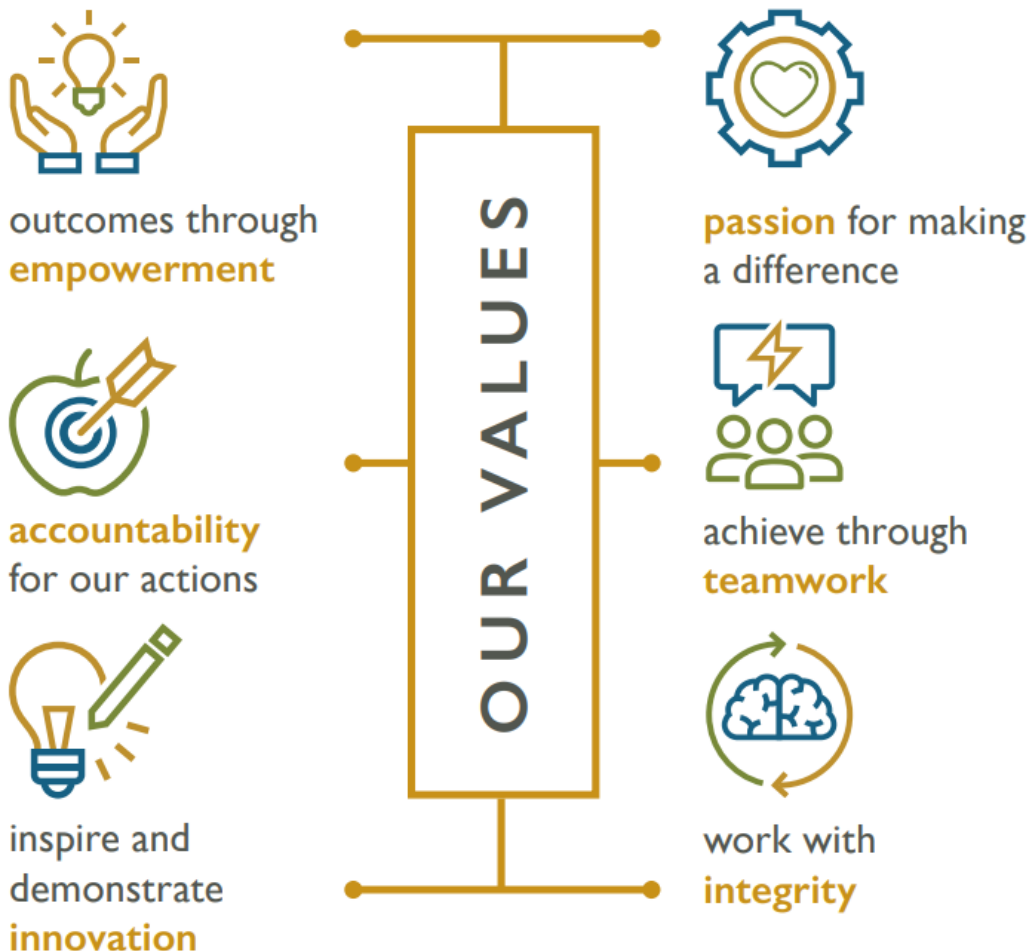 OUR VALUES
outcomes through
empowerment
accountability
for our actions
inspire and
demonstrate
innovation
passion for making
a difference
achieve through
teamwork
work with
integrity